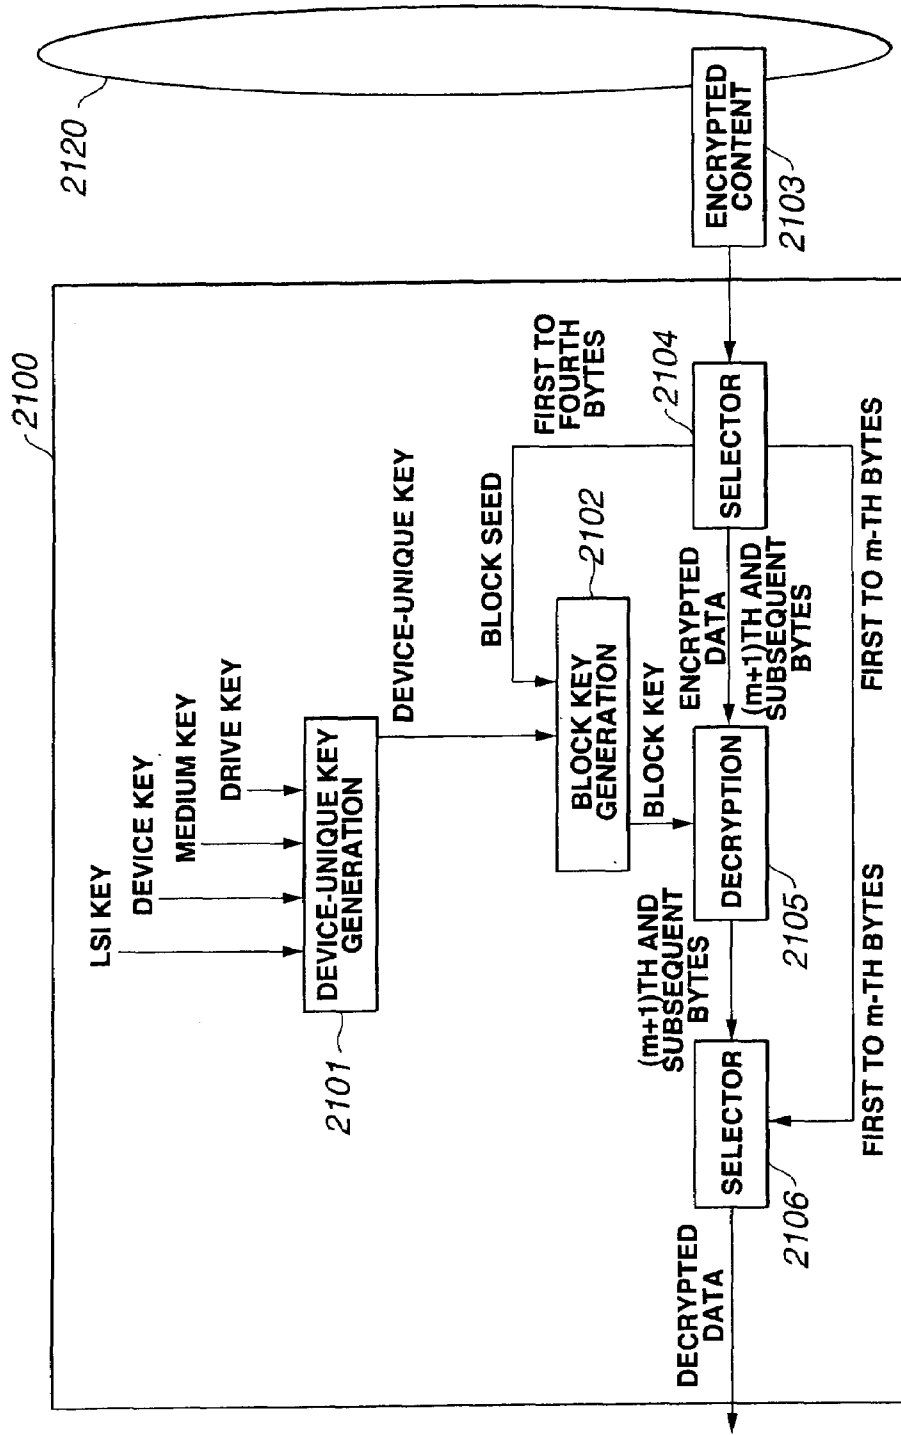 2100
2120
LSI KEY
DEVICE KEY
MEDIUM KEY
DRIVE KEY
DEVICE-UNIQUE KEY
GENERATION
2101
DEVICE-UNIQUE KEY
BLOCK SEED
FIRST TO
FOURTH
BYTES
BLOCK KEY
GENERATION
2102
BLOCK KEY
2104
ENCRYPTED
CONTENT
2103
SELECTOR
ENCRYPTED
DATA
(m+1)TH AND
SUBSEQUENT
BYTES
DECRYPTION
2105
(m+1)TH AND
SUBSEQUENT
BYTES
SELECTOR
2106
DECRYPTED
DATA
FIRST TO m-TH BYTES
FIRST TO m-TH BYTES